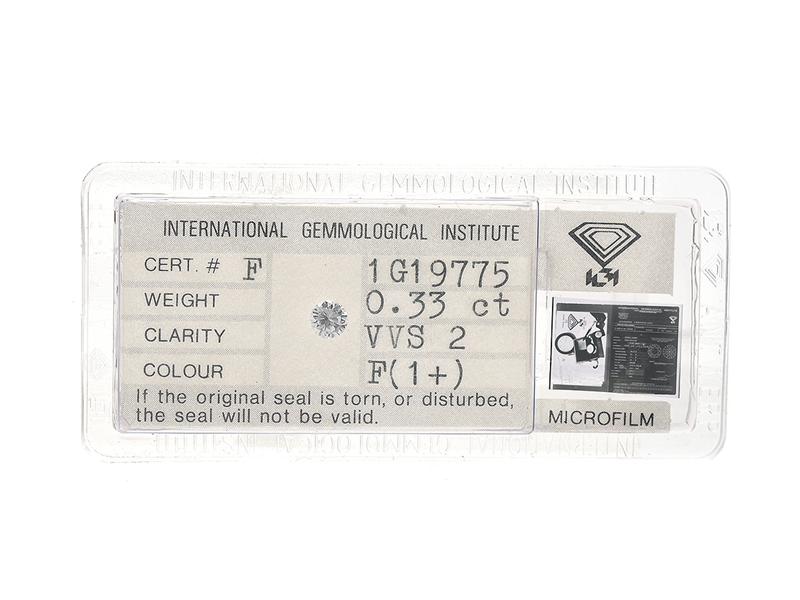 INTERNATIONAL GEMMOLOGICAL INSTITUT
INTERNATIONAL GEMMOLOGICAL INSTITUTE
CERT. # F 1G19775
WEIGHT 0.33 ct
CLARITY VVS 2
COLOUR F(1+)
If the original seal is torn, or disturbed,
the seal will not be valid.
MICROFILM